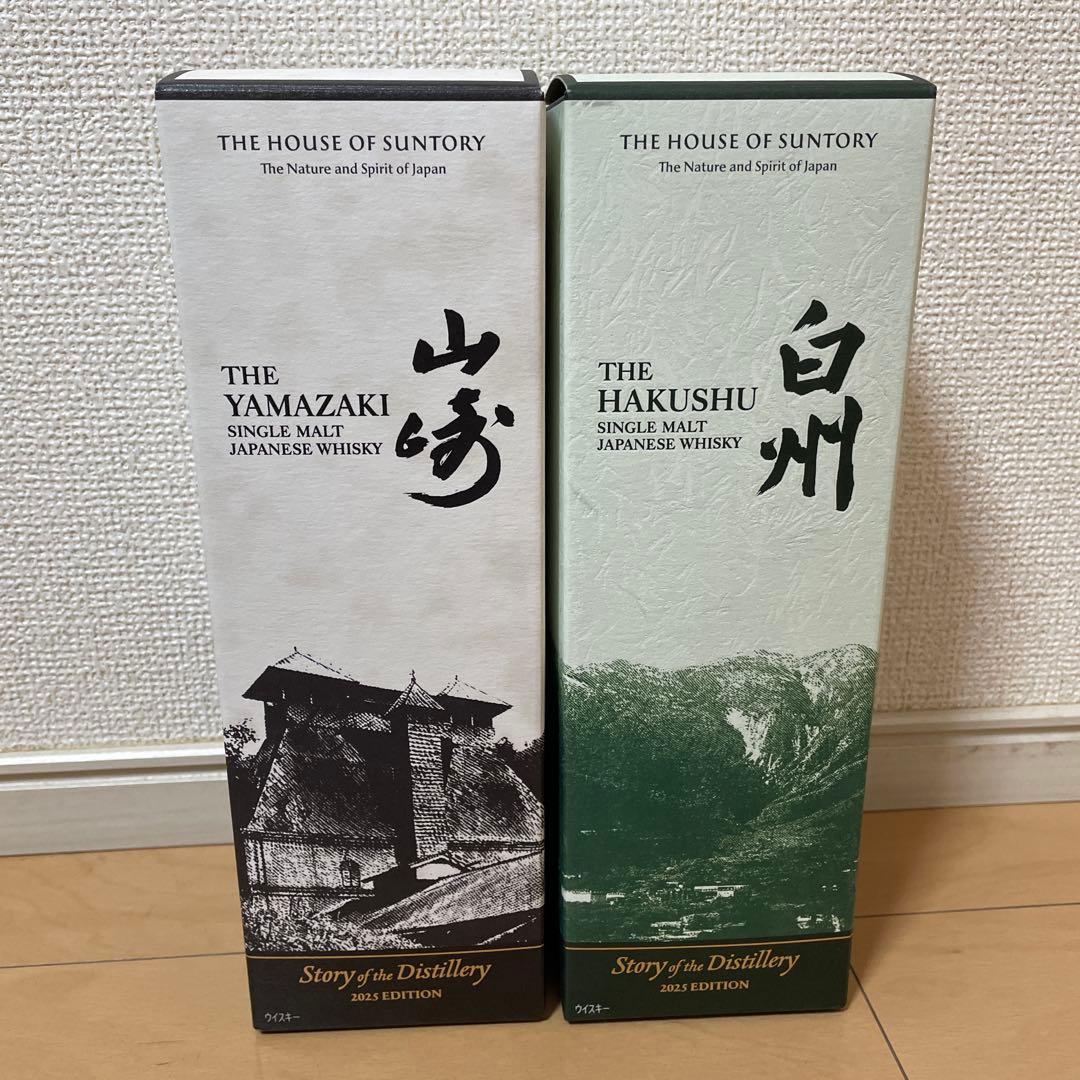 THE HOUSE OF SUNTORY
The Nature and Spirit of Japan
山崎
THE
YAMAZAKI
SINGLE MALT
JAPANESE WHISKY
Story of the Distillery
2025 EDITION
ウイスキー
THE HOUSE OF SUNTORY
The Nature and Spirit of Japan
白州
THE
HAKUSHU
SINGLE MALT
JAPANESE WHISKY
Story of the Distillery
2025 EDITION
ウイスキー